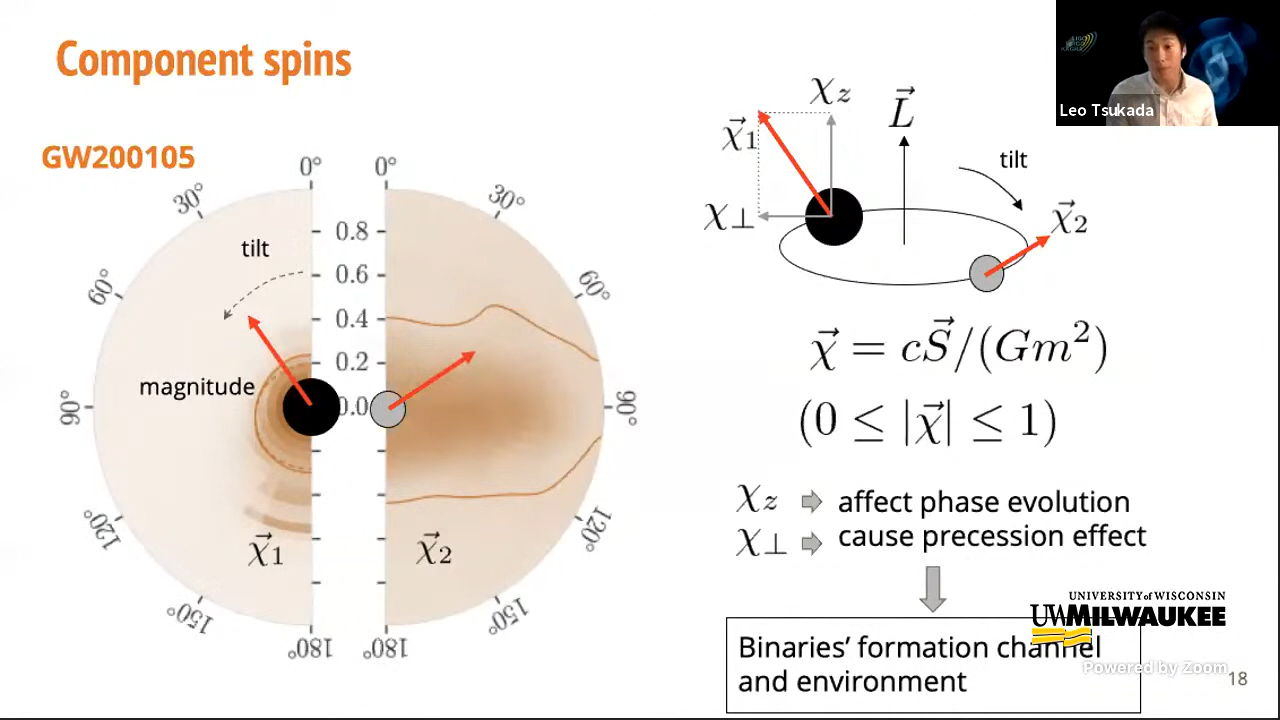 Component spins
LIGO
VIRGO
KAGRA
Leo Tsukada
GW200105
0° 0°
30° 30°
60° 60°
90° 90°
120° 120°
150° 150°
180° 180°
0.8
0.6
0.4
0.2
0.0
tilt
magnitude
χ⃗1
χ⃗2
χz
L⃗
χ⃗1
tilt
χ⊥
χ⃗2
χ⃗ = cS⃗/(Gm²)
(0 ≤ |χ⃗| ≤ 1)
χz affect phase evolution
χ⊥ cause precession effect
UNIVERSITY of WISCONSIN
UWMILWAUKEE
Binaries’ formation channel
and environment
Powered by Zoom
18